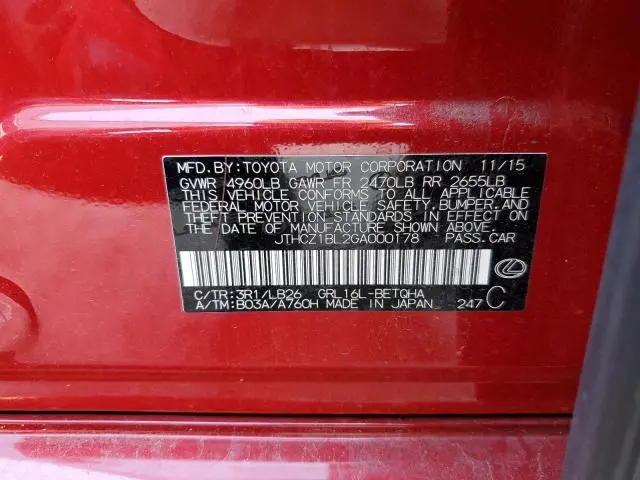 MFD.BY:TOYOTA MOTOR CORPORATION 11/15
GVWR 4960LB GAWR FR 2470LB RR 2655LB
THIS VEHICLE CONFORMS TO ALL APPLICABLE
FEDERAL MOTOR VEHICLE SAFETY,BUMPER,AND
THEFT PREVENTION STANDARDS IN EFFECT ON
THE DATE OF MANUFACTURE SHOWN ABOVE.
JTHCZ1BL2GA000178 PASS.CAR
C/TR:3R1/LB26 GRL16L-BETQHA
A/TM:B03A/A760H MADE IN JAPAN 247 C